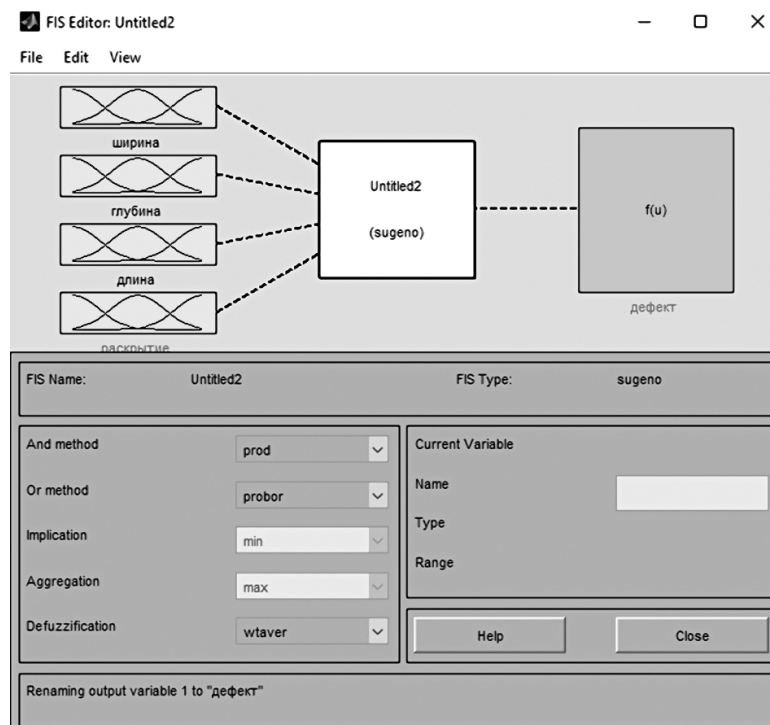 FIS Editor: Untitled2
File Edit View
ширина
глубина
длина
раскрытие
Untitled2
(sugeno)
f(u)
дефект
FIS Name: Untitled2 FIS Type: sugeno
And method prod
Or method probor
Implication min
Aggregation max
Defuzzification wtaver
Current Variable
Name
Type
Range
Help Close
Renaming output variable 1 to "дефект"